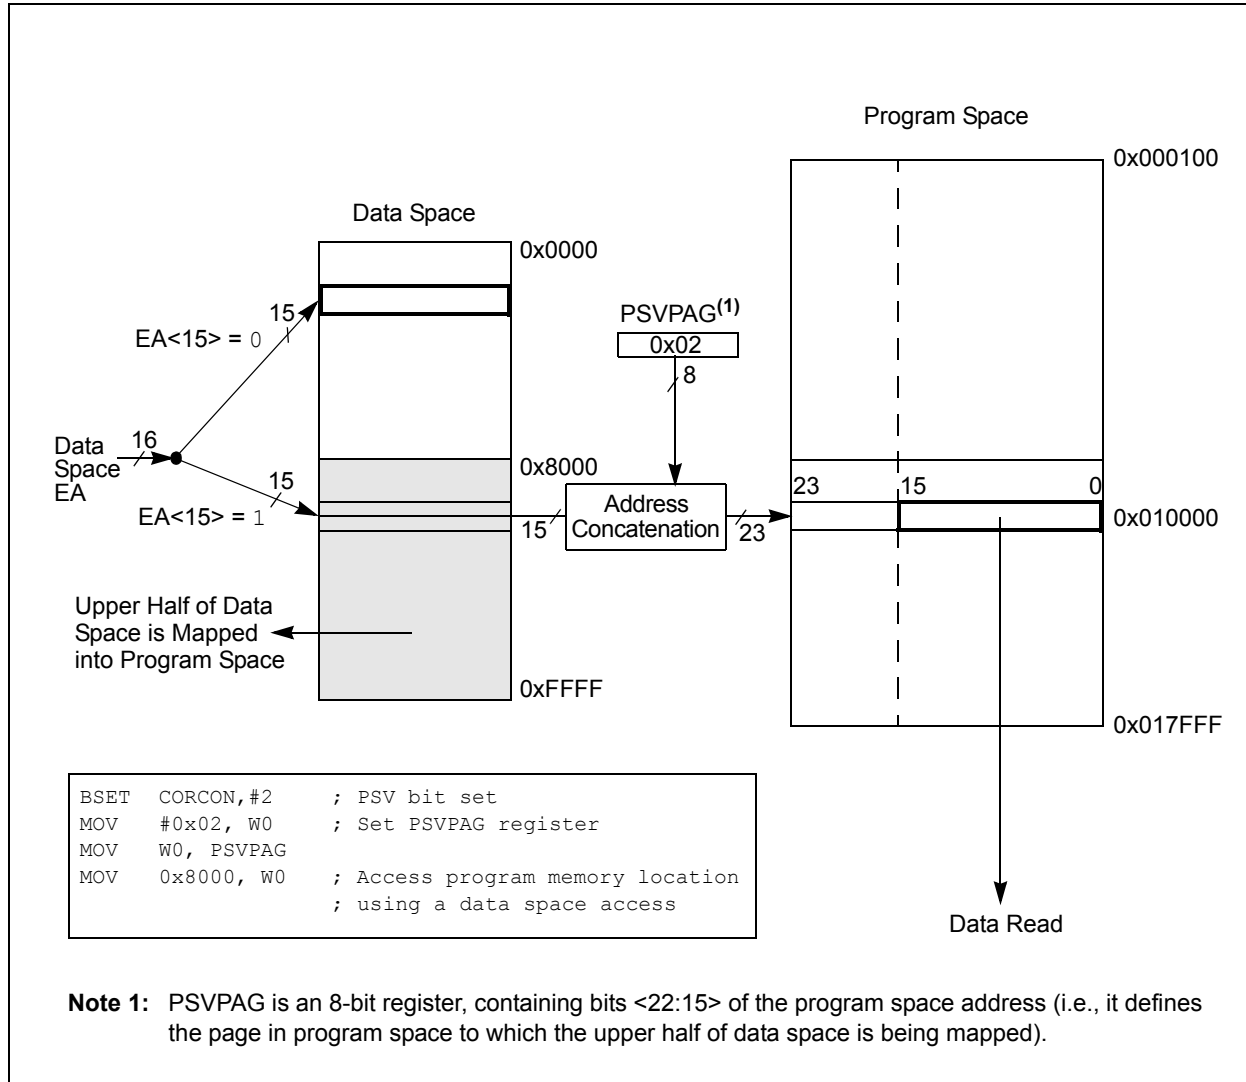 Program Space
0x000100
Data Space
0x0000
15
EA<15> = 0
PSVPAG(1)
0x02
8
Data
Space
EA
16
15
EA<15> = 1
0x8000
15
Address
Concatenation
23
23 15 0
0x010000
Upper Half of Data
Space is Mapped
into Program Space
0xFFFF
0x017FFF
BSET CORCON,#2 ; PSV bit set
MOV #0x02, W0 ; Set PSVPAG register
MOV W0, PSVPAG
MOV 0x8000, W0 ; Access program memory location
; using a data space access
Data Read
Note 1: PSVPAG is an 8-bit register, containing bits <22:15> of the program space address (i.e., it defines
the page in program space to which the upper half of data space is being mapped).